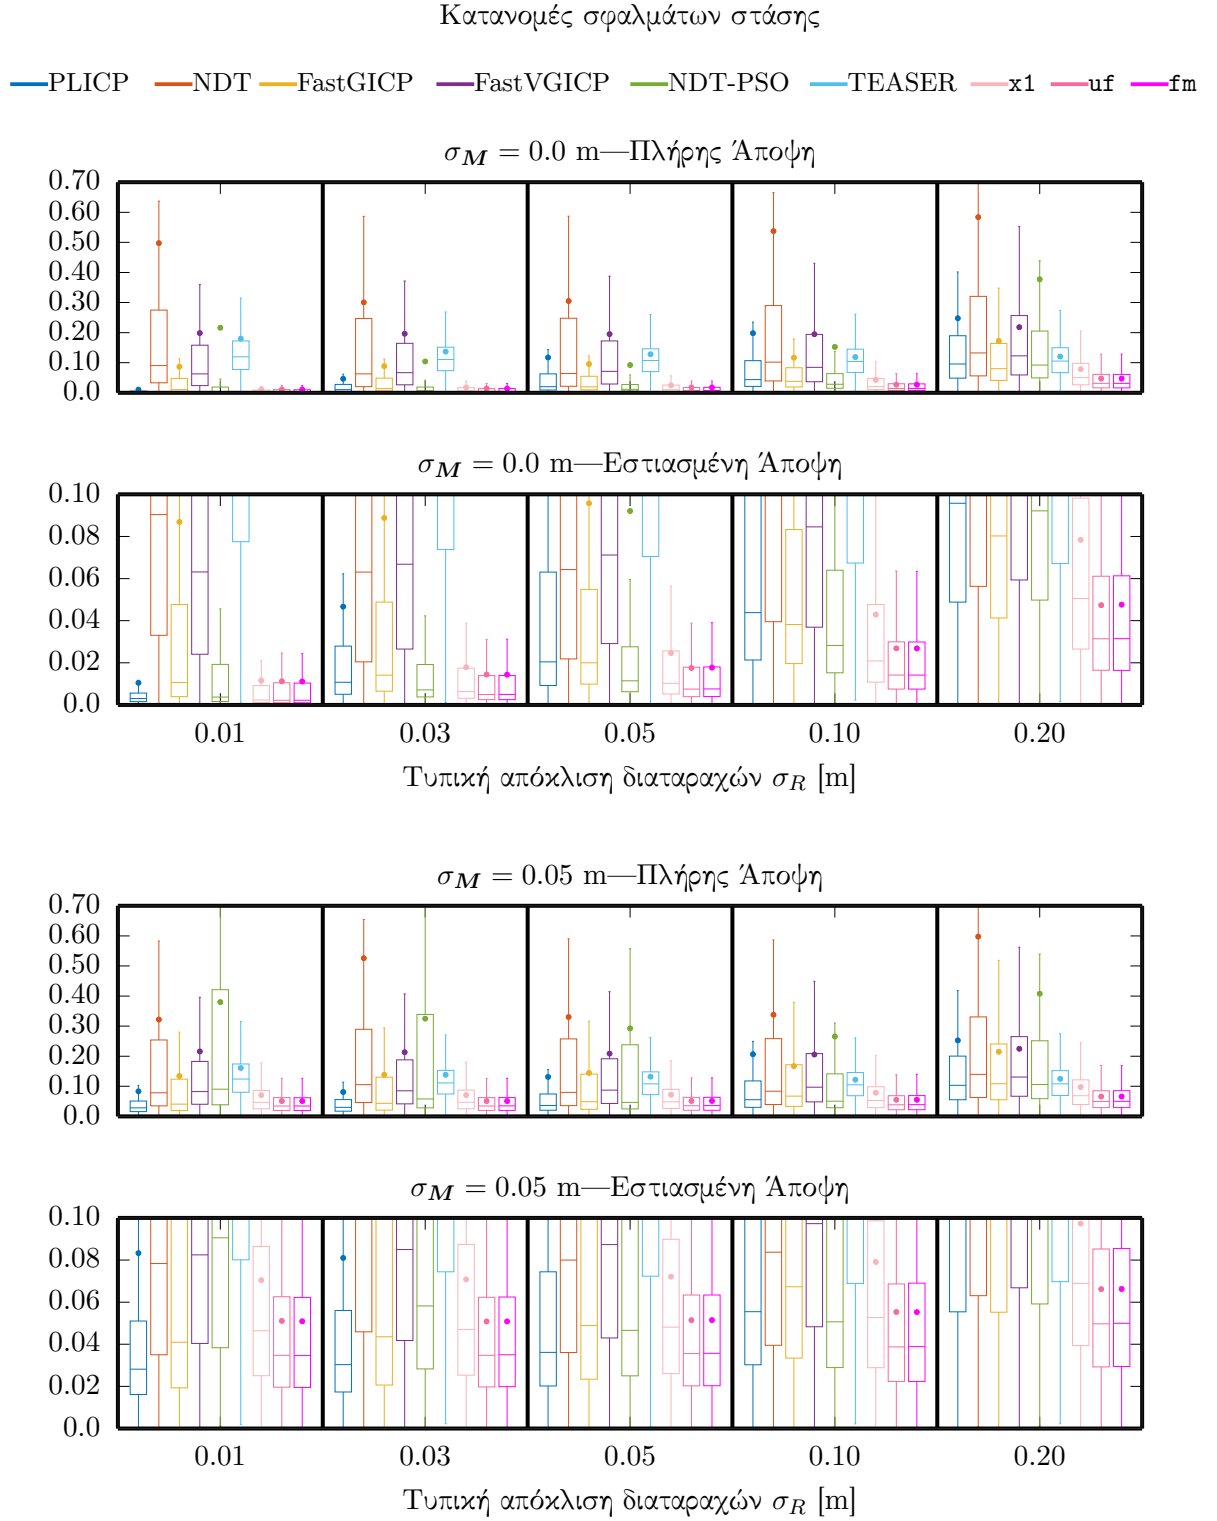 Κατανομές σφαλμάτων στάσης
PLICP NDT FastGICP FastVGICP NDT-PSO TEASER x1 uf fm
σ_M = 0.0 m—Πλήρης Άποψη
0.70
0.60
0.50
0.40
0.30
0.20
0.10
0.0
σ_M = 0.0 m—Εστιασμένη Άποψη
0.10
0.08
0.06
0.04
0.02
0.0
0.01 0.03 0.05 0.10 0.20
Τυπική απόκλιση διαταραχών σ_R [m]
σ_M = 0.05 m—Πλήρης Άποψη
0.70
0.60
0.50
0.40
0.30
0.20
0.10
0.0
σ_M = 0.05 m—Εστιασμένη Άποψη
0.10
0.08
0.06
0.04
0.02
0.0
0.01 0.03 0.05 0.10 0.20
Τυπική απόκλιση διαταραχών σ_R [m]